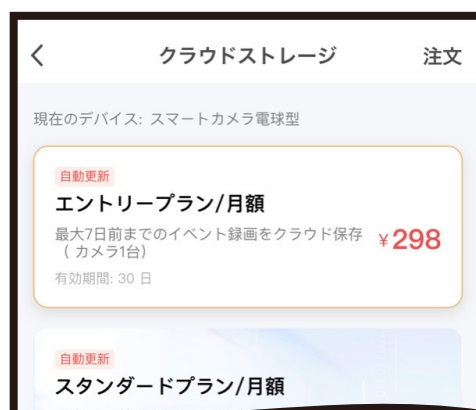 クラウドストレージ 注文
現在のデバイス: スマートカメラ電球型
自動更新
エントリープラン/月額
最大7日前までのイベント録画をクラウド保存
( カメラ1台)
¥298
有効期間: 30 日
自動更新
スタンダードプラン/月額